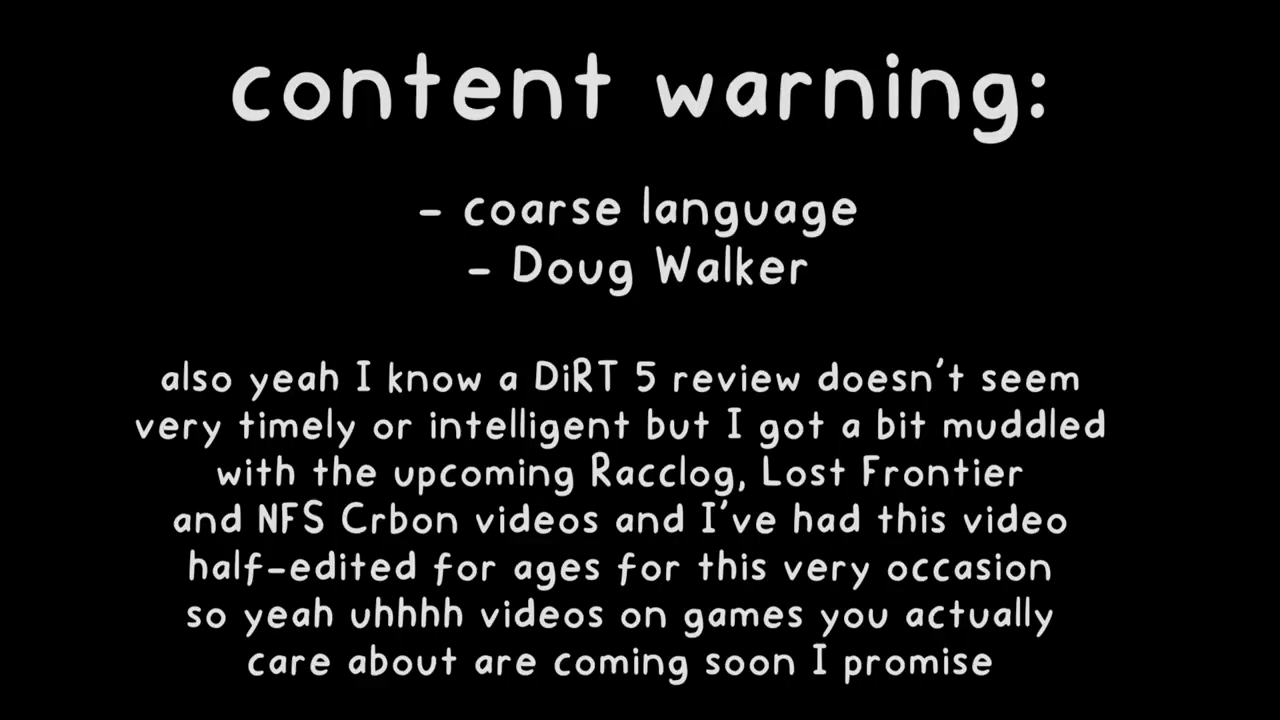 content warning:
- coarse language
- Doug Walker
also yeah I know a DiRT 5 review doesn't seem
very timely or intelligent but I got a bit muddled
with the upcoming Racclog, Lost Frontier
and NFS Crbon videos and I've had this video
half-edited for ages for this very occasion
so yeah uhhhh videos on games you actually
care about are coming soon I promise